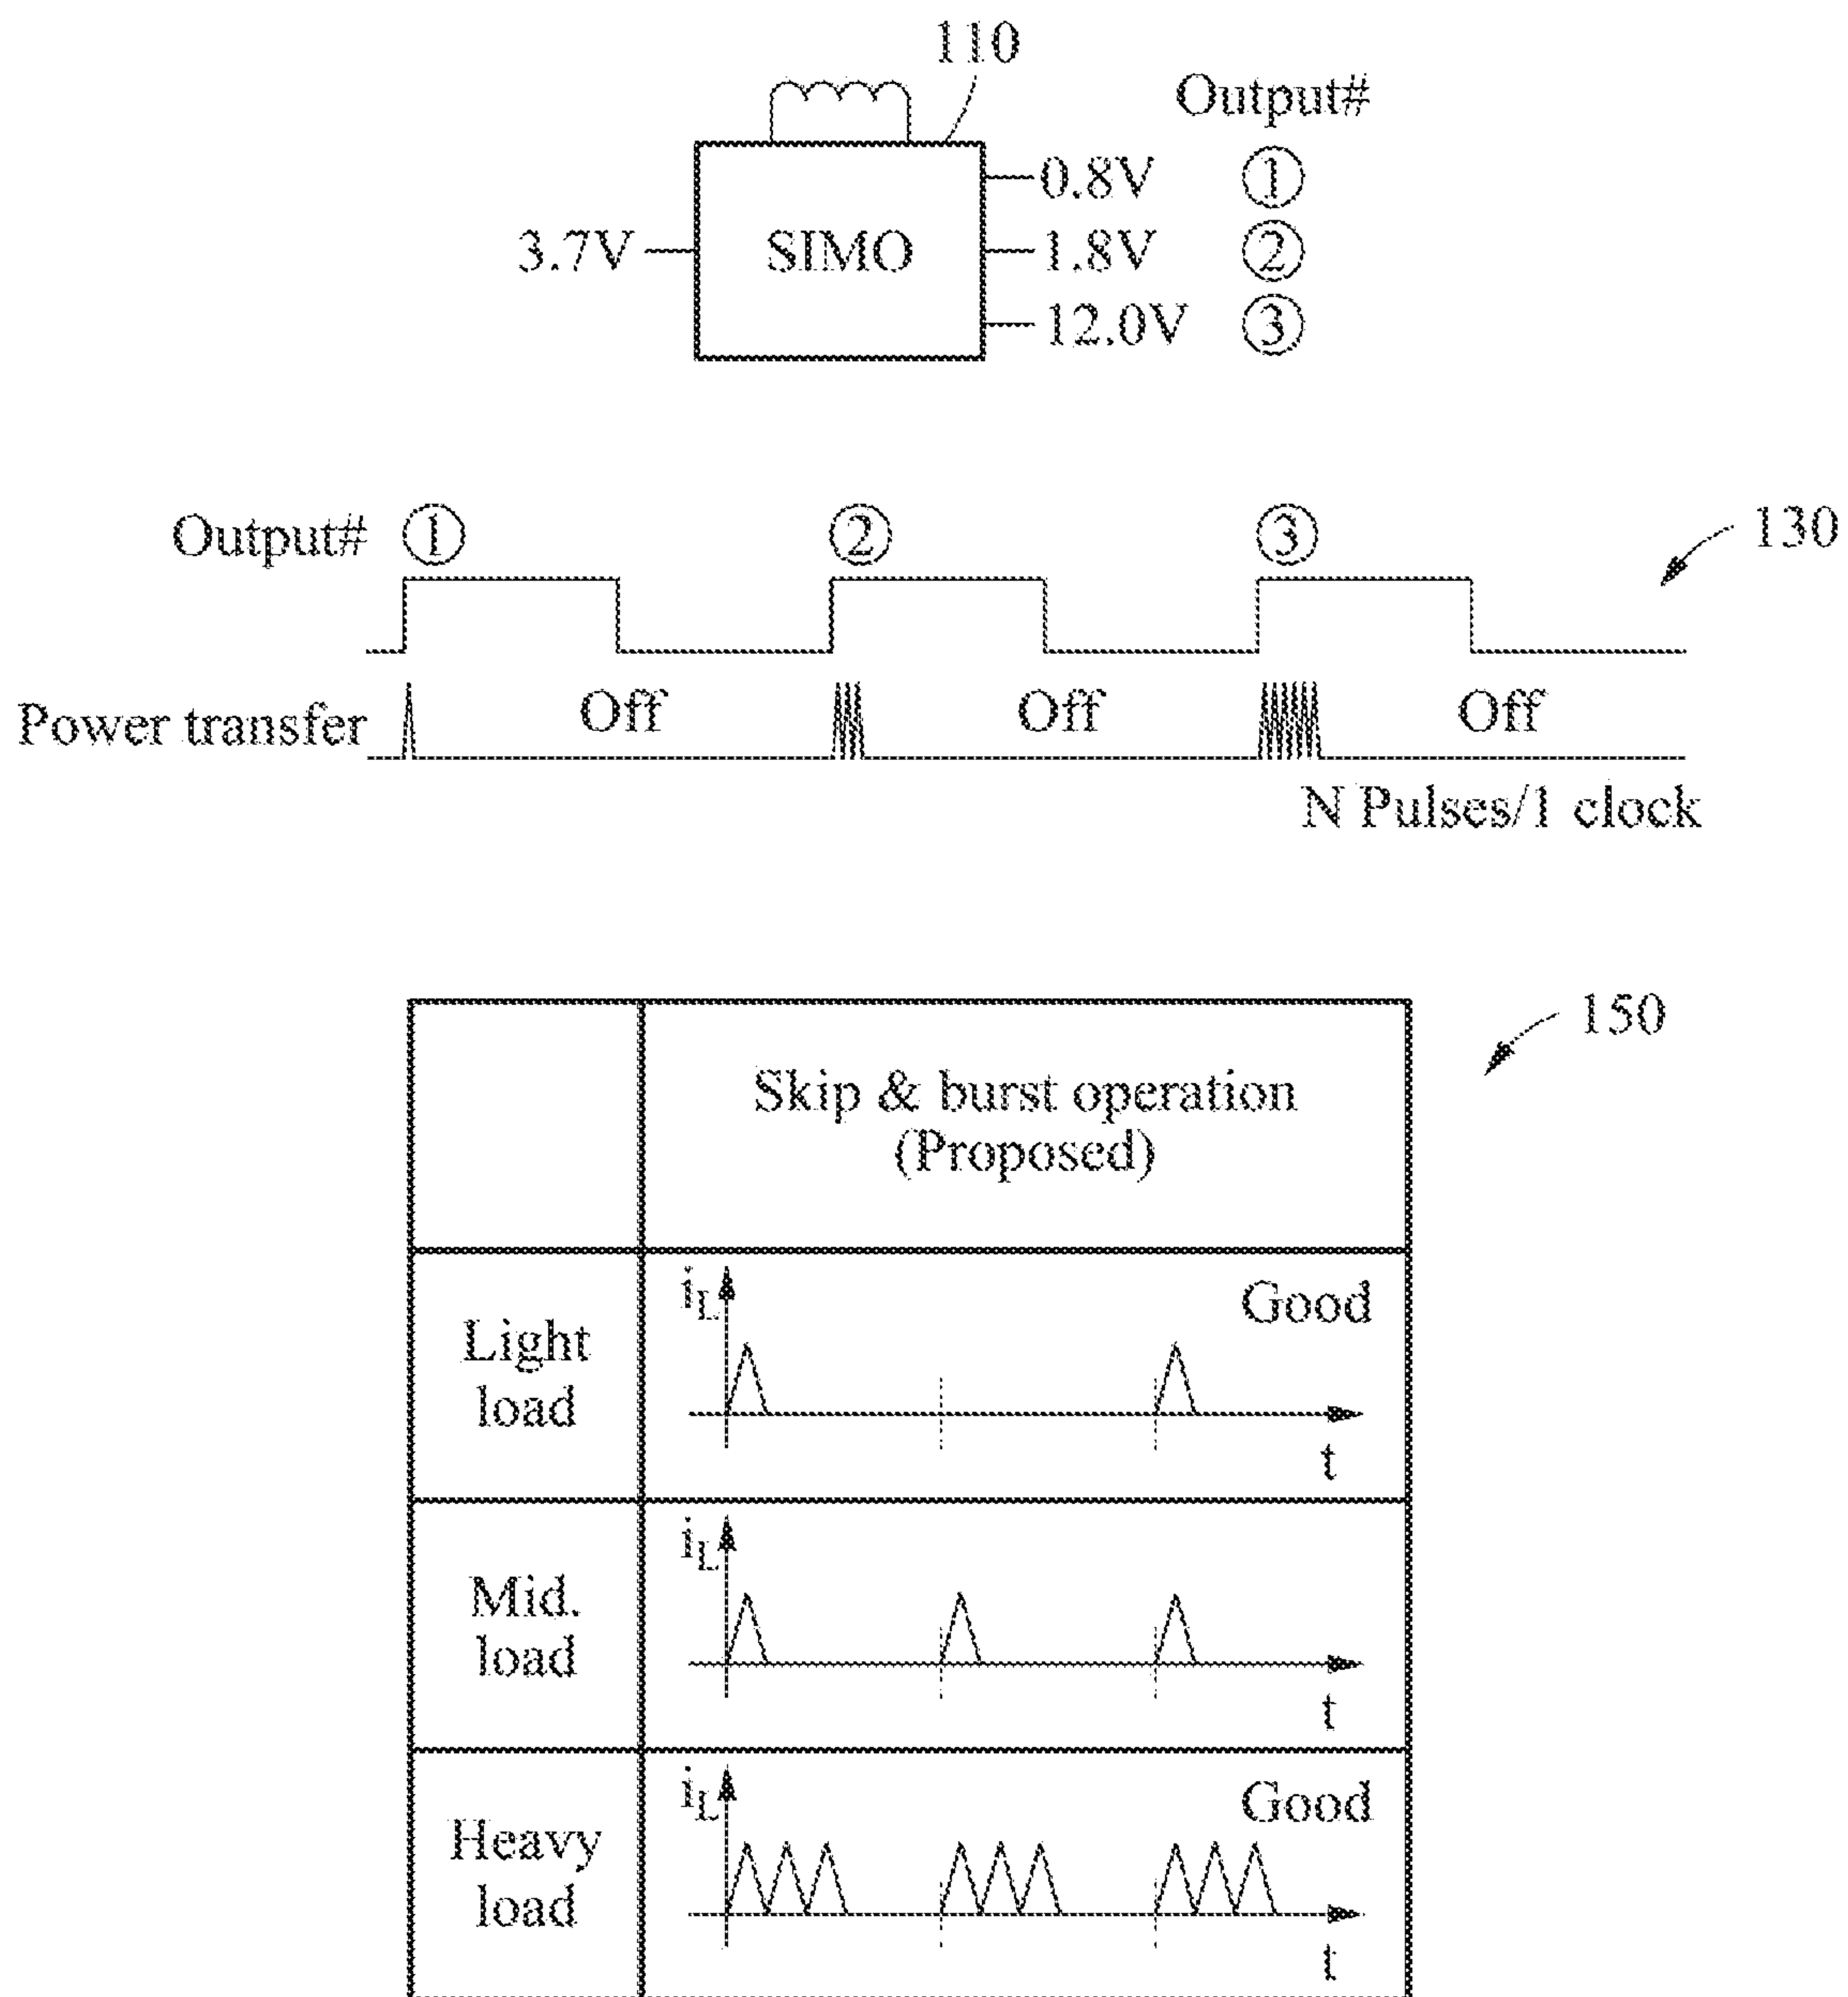 110
Output#
0.8V ①
3.7V SIMO 1.8V ②
12.0V ③
Output# ① ② ③ 130
Power transfer Off Off Off
N Pulses/1 clock
150
Skip & burst operation
(Proposed)
Light
load
iL Good
t
Mid.
load
iL
t
Heavy
load
iL Good
t